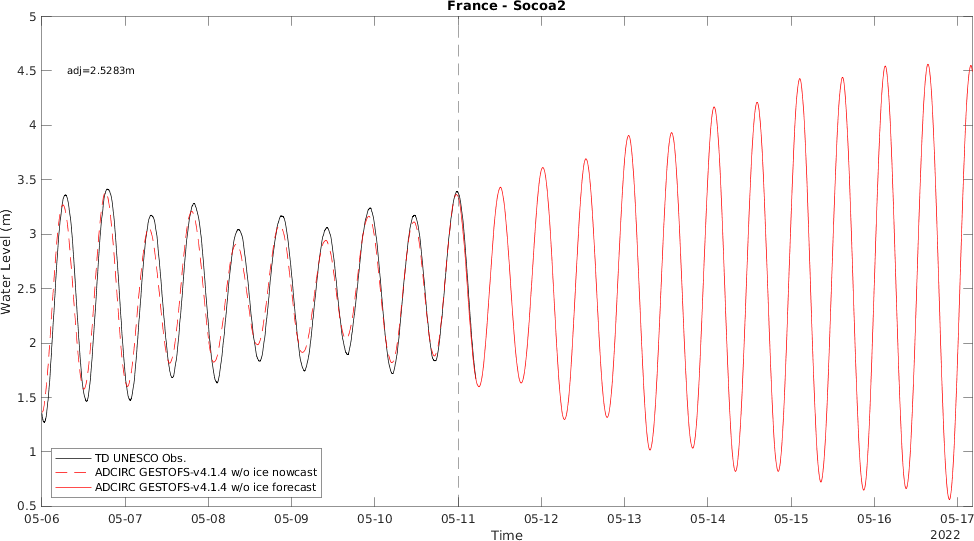 France - Socoa2
5
4.5
4
3.5
3
2.5
2
1.5
1
0.5
Water Level (m)
adj=2.5283m
TD UNESCO Obs.
ADCIRC GESTOFS-v4.1.4 w/o ice nowcast
ADCIRC GESTOFS-v4.1.4 w/o ice forecast
05-06 05-07 05-08 05-09 05-10 05-11 05-12 05-13 05-14 05-15 05-16 05-17
Time
2022